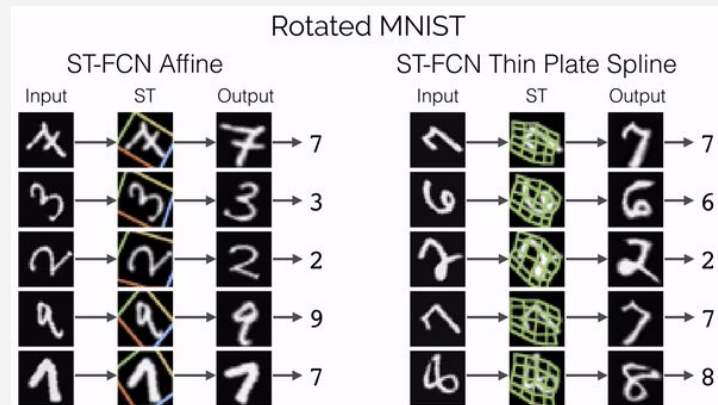 Rotated MNIST
ST-FCN Affine
ST-FCN Thin Plate Spline
Input ST Output
Input ST Output
7
3
2
9
7
7
6
2
7
8